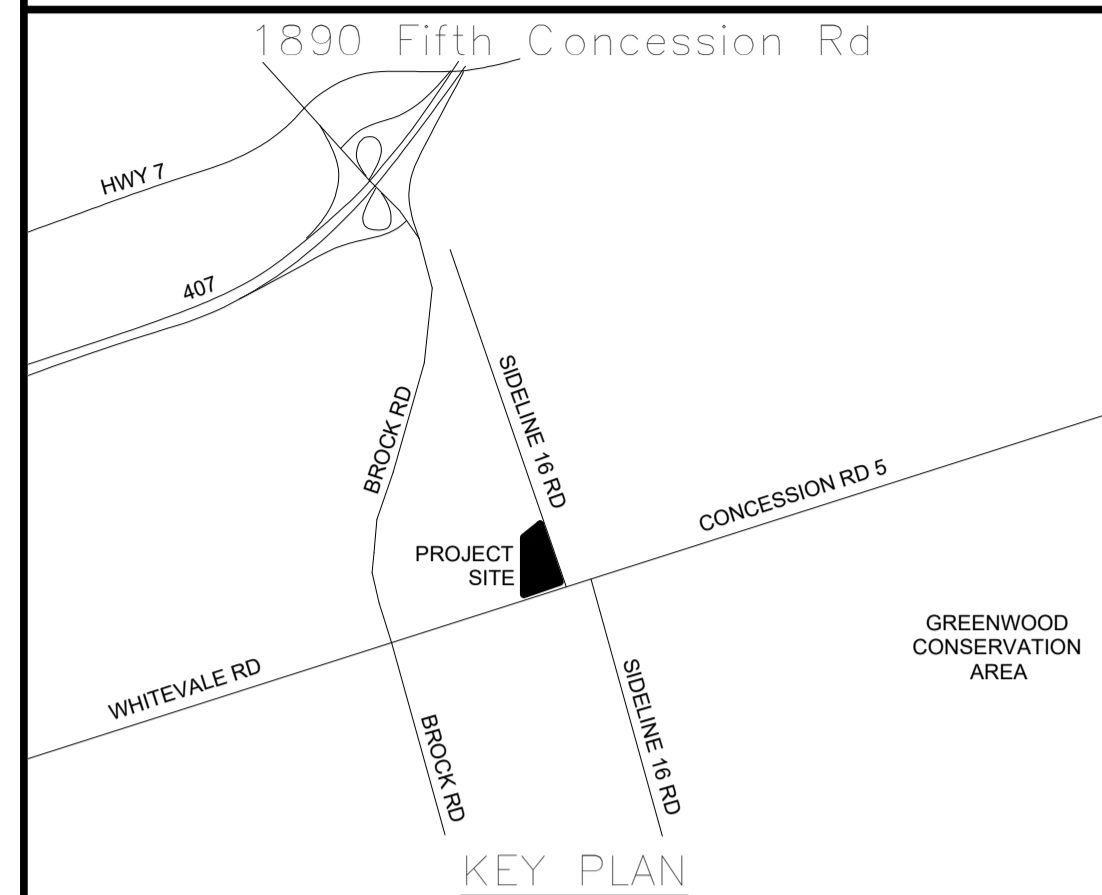 1890 Fifth Concession Rd
HWY 7
407
SIDELINE 16 RD
BROCK RD
CONCESSION RD 5
PROJECT
SITE
GREENWOOD
CONSERVATION
AREA
WHITEVALE RD
SIDELINE 16 RD
BROCK RD
KEY PLAN